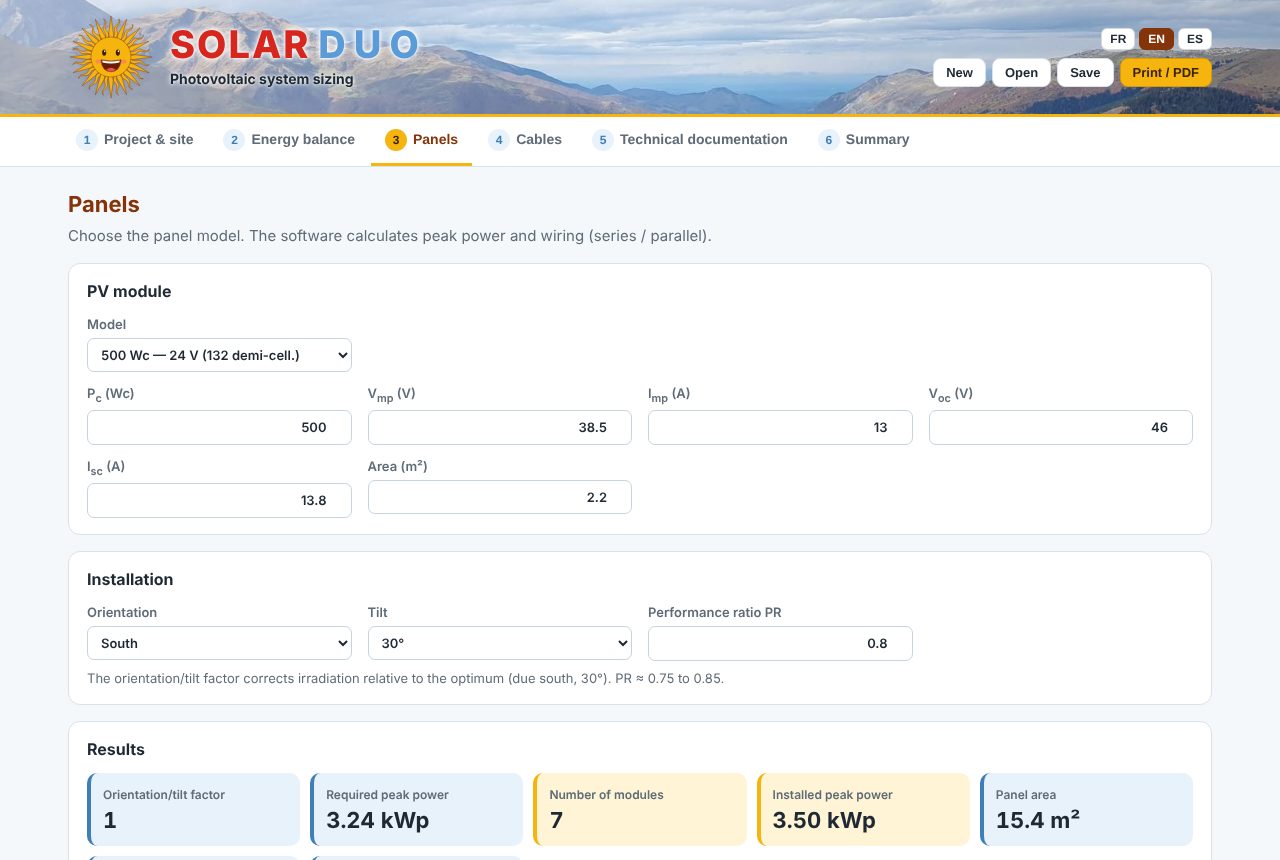 SOLAR DUO
Photovoltaic system sizing
FR EN ES
New Open Save Print / PDF
1 Project & site 2 Energy balance 3 Panels 4 Cables 5 Technical documentation 6 Summary
Panels
Choose the panel model. The software calculates peak power and wiring (series / parallel).
PV module
Model
500 Wc — 24 V (132 demi-cell.)
Pc (Wc) Vmp (V) Imp (A) Voc (V)
500 38.5 13 46
Isc (A) Area (m²)
13.8 2.2
Installation
Orientation Tilt Performance ratio PR
South 30° 0.8
The orientation/tilt factor corrects irradiation relative to the optimum (due south, 30°). PR ≈ 0.75 to 0.85.
Results
Orientation/tilt factor Required peak power Number of modules Installed peak power Panel area
1 3.24 kWp 7 3.50 kWp 15.4 m²